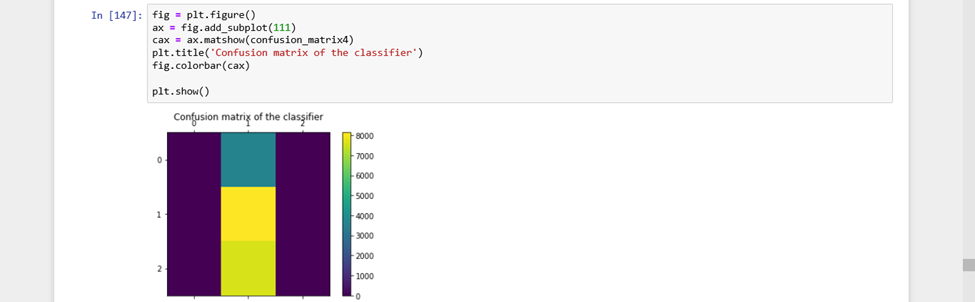 In [147]: fig = plt.figure()
ax = fig.add_subplot(111)
cax = ax.matshow(confusion_matrix4)
plt.title('Confusion matrix of the classifier')
fig.colorbar(cax)
plt.show()
Confusion matrix of the classifier
0 1 2
0
1
2
8000
7000
6000
5000
4000
3000
2000
1000
0